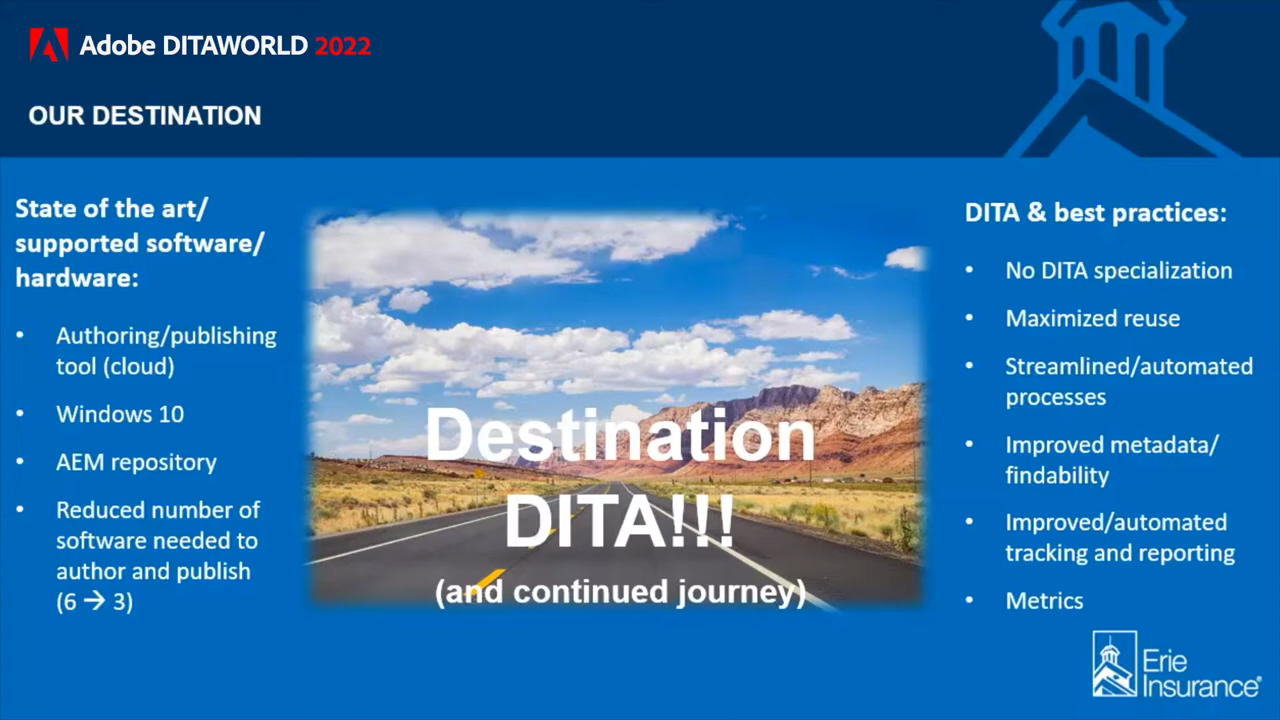 Adobe DITAWORLD 2022
OUR DESTINATION
State of the art/
supported software/
hardware:
• Authoring/publishing
tool (cloud)
• Windows 10
• AEM repository
• Reduced number of
software needed to
author and publish
(6 → 3)
Destination
DITA!!!
(and continued journey)
DITA & best practices:
• No DITA specialization
• Maximized reuse
• Streamlined/automated
processes
• Improved metadata/
findability
• Improved/automated
tracking and reporting
• Metrics
Erie
Insurance®